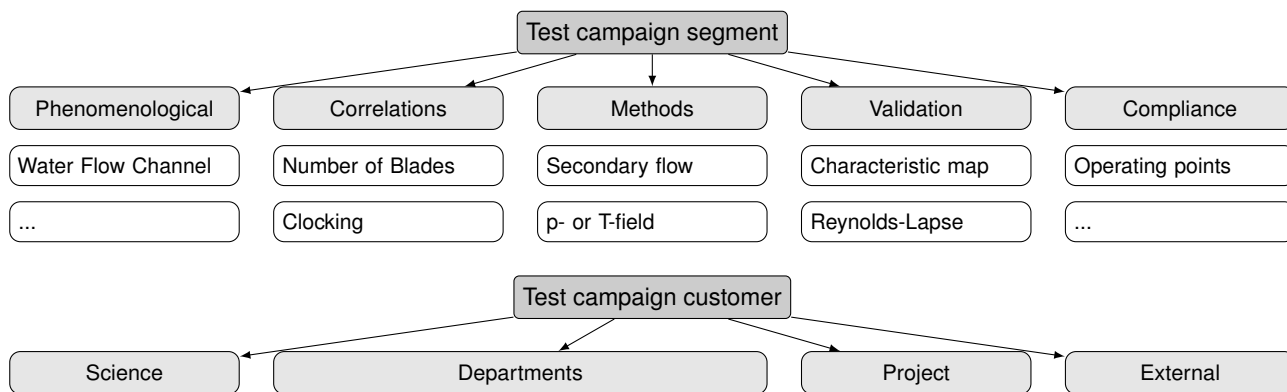 Test campaign segment
Phenomenological Correlations Methods Validation Compliance
Water Flow Channel Number of Blades Secondary flow Characteristic map Operating points
... Clocking p- or T-field Reynolds-Lapse ...
Test campaign customer
Science Departments Project External